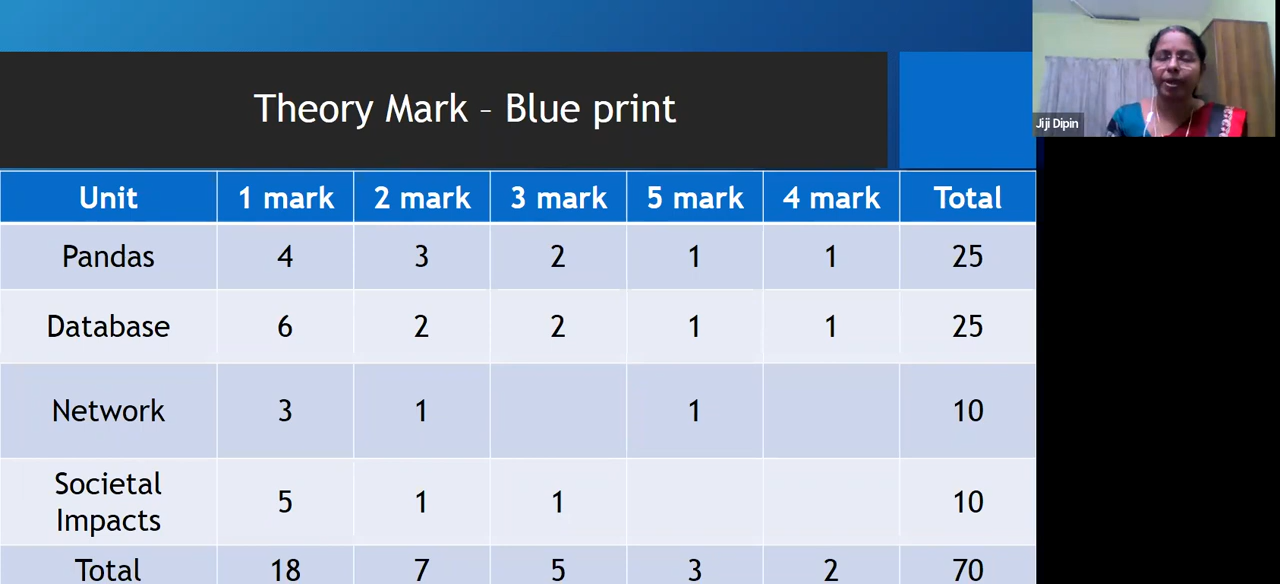 Theory Mark – Blue print
Jiji Dipin
Unit 1 mark 2 mark 3 mark 5 mark 4 mark Total
Pandas 4 3 2 1 1 25
Database 6 2 2 1 1 25
Network 3 1 1 10
Societal Impacts 5 1 1 10
Total 18 7 5 3 2 70